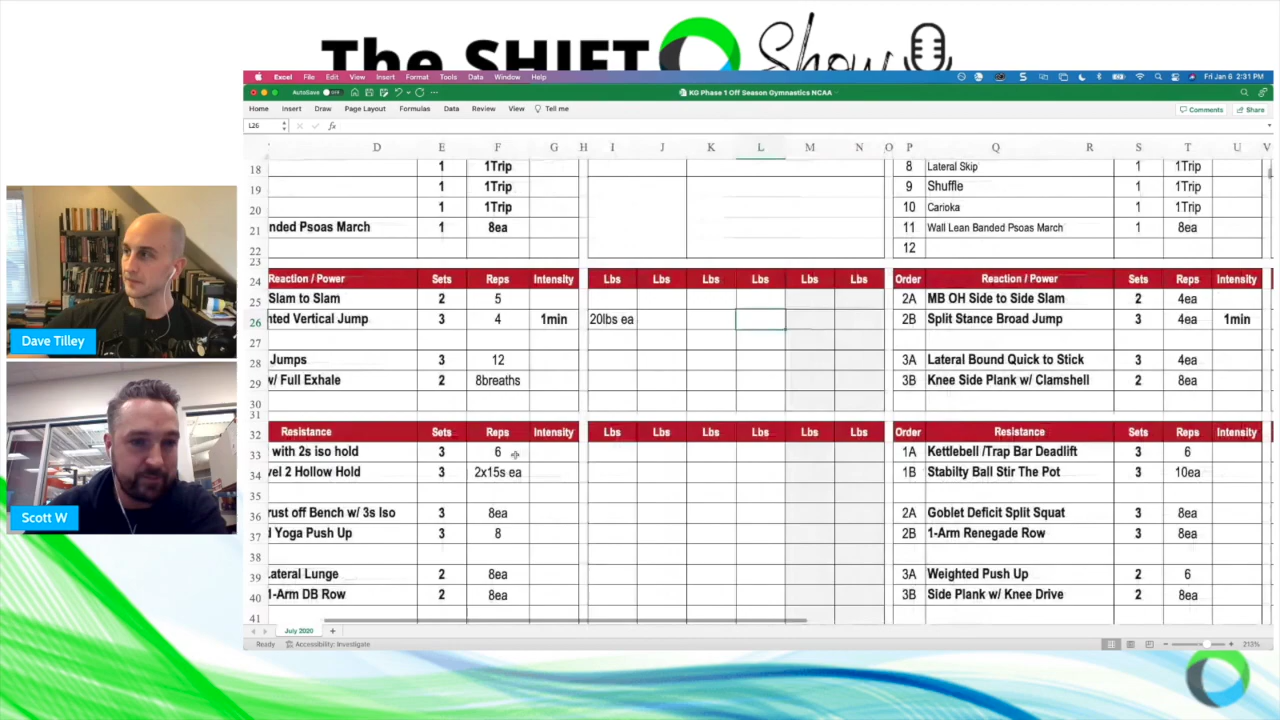 The SHIFT Show
Excel File Edit View Insert Format Tools Data Window Help Fri Jan 6 2:31 PM
AutoSave OFF KG Phase 1 Off Season Gymnastics NCAA
Home Insert Draw Page Layout Formulas Data Review View Tell me Comments Share
L26 fx
D E F G H I J K L M N O P Q R S T U V
18 1 1Trip 8 Lateral Skip 1 1Trip
19 1 1Trip 9 Shuffle 1 1Trip
20 1 1Trip 10 Carioka 1 1Trip
21 nded Psoas March 1 8ea 11 Wall Lean Banded Psoas March 1 8ea
22 12
23
24 Reaction / Power Sets Reps Intensity Lbs Lbs Lbs Lbs Lbs Lbs Order Reaction / Power Sets Reps Intensity
25 Slam to Slam 2 5 2A MB OH Side to Side Slam 2 4ea
26 nted Vertical Jump 3 4 1min 20lbs ea 2B Split Stance Broad Jump 3 4ea 1min
27
28 Jumps 3 12 3A Lateral Bound Quick to Stick 3 4ea
29 w/ Full Exhale 2 8breaths 3B Knee Side Plank w/ Clamshell 2 8ea
30
31
32 Resistance Sets Reps Intensity Lbs Lbs Lbs Lbs Lbs Lbs Order Resistance Sets Reps Intensity
33 with 2s iso hold 3 6 1A Kettlebell /Trap Bar Deadlift 3 6
34 vel 2 Hollow Hold 3 2x15s ea 1B Stabilty Ball Stir The Pot 3 10ea
35
36 rust off Bench w/ 3s Iso 3 8ea 2A Goblet Deficit Split Squat 3 8ea
37 d Yoga Push Up 3 8 2B 1-Arm Renegade Row 3 8ea
38
39 Lateral Lunge 2 8ea 3A Weighted Push Up 2 6
40 1-Arm DB Row 2 8ea 3B Side Plank w/ Knee Drive 2 8ea
41
July 2020 +
Ready Accessibility: Investigate 213%
Dave Tilley
Scott W